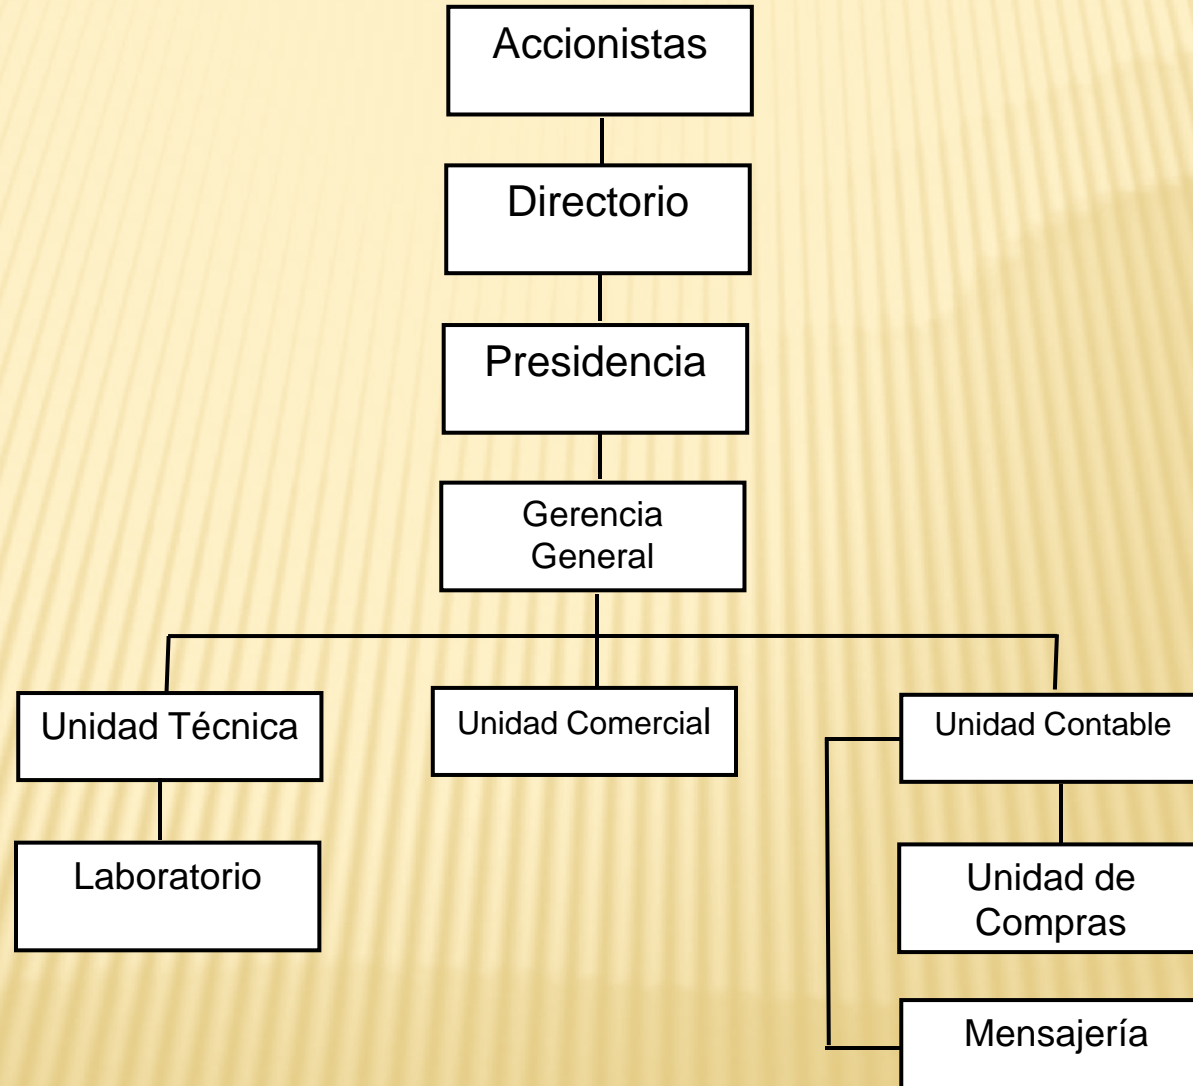 Accionistas
Directorio
Presidencia
Gerencia
General
Unidad Técnica
Unidad Comercial
Unidad Contable
Laboratorio
Unidad de
Compras
Mensajería